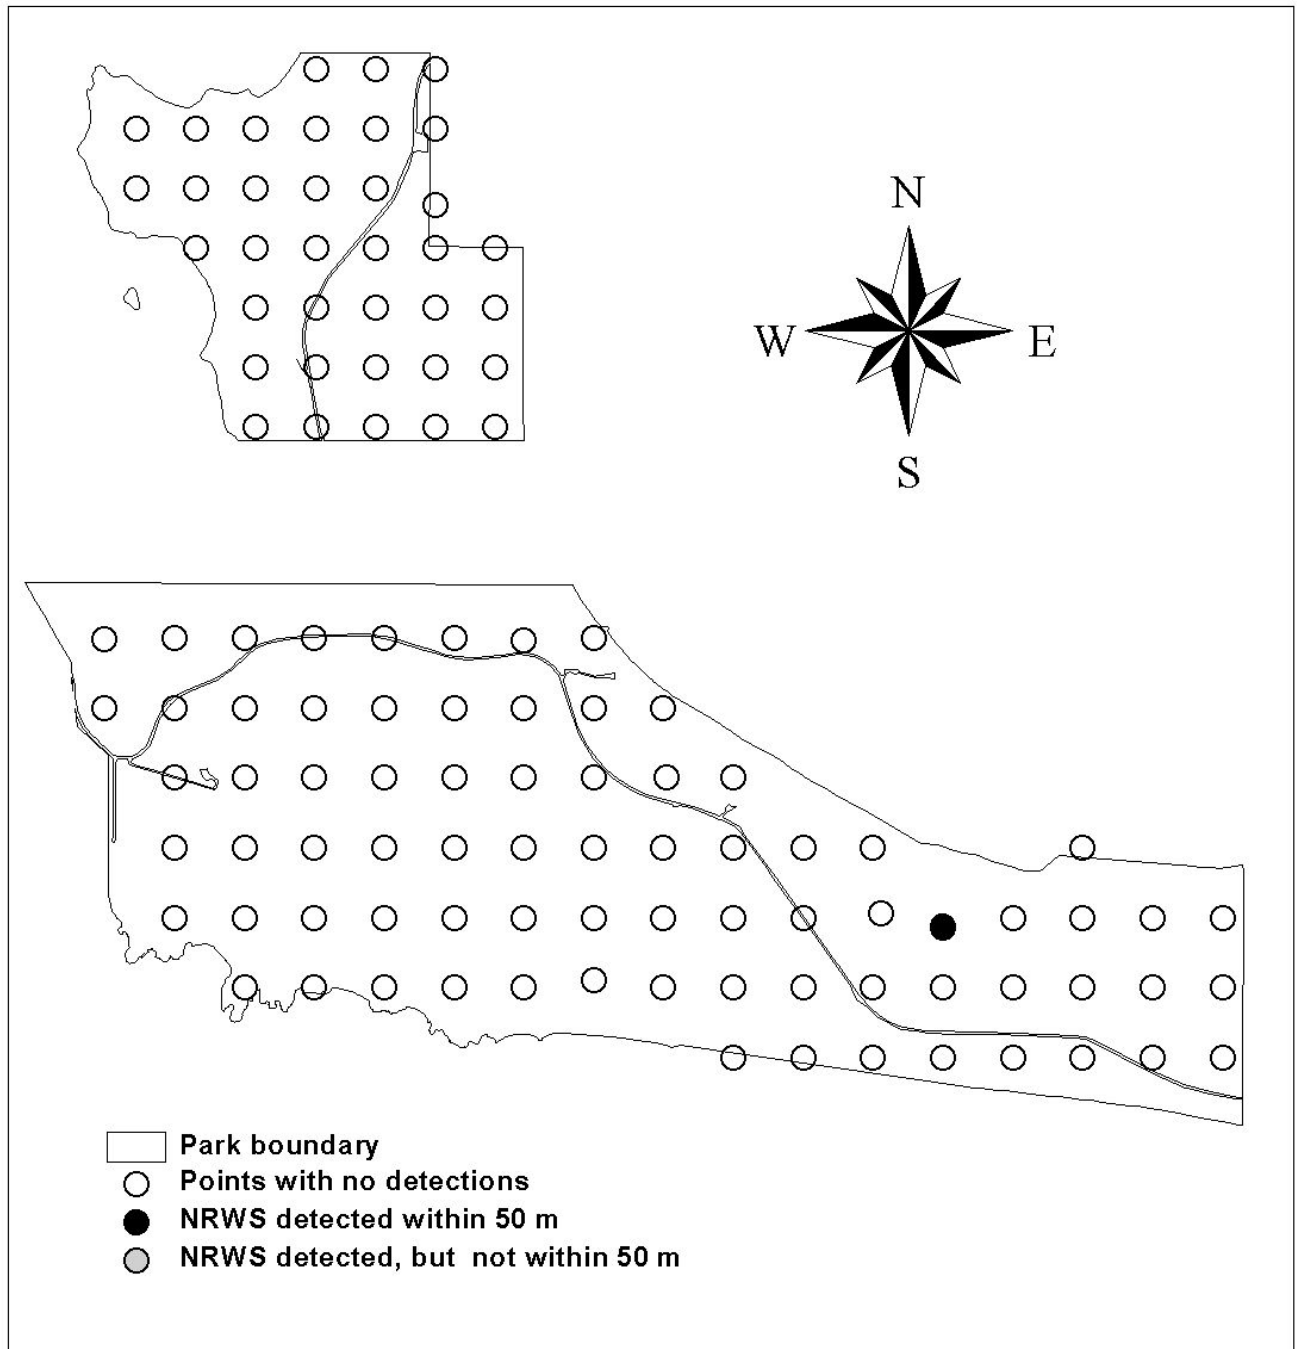 N
W
E
S
Park boundary
Points with no detections
NRWS detected within 50 m
NRWS detected, but not within 50 m